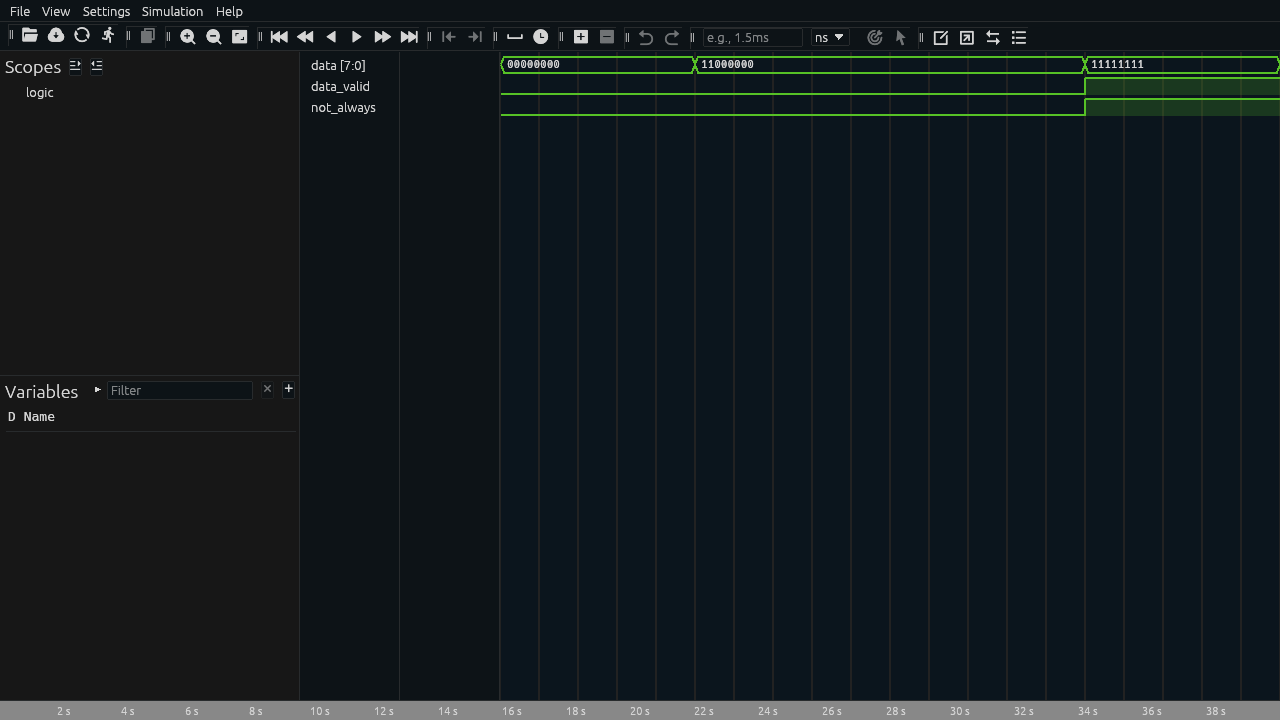 File View Settings Simulation Help
e.g., 1.5ms ns
Scopes
logic
Variables Filter
D Name
data [7:0]
data_valid
not_always
00000000 11000000 11111111
2 s 4 s 6 s 8 s 10 s 12 s 14 s 16 s 18 s 20 s 22 s 24 s 26 s 28 s 30 s 32 s 34 s 36 s 38 s